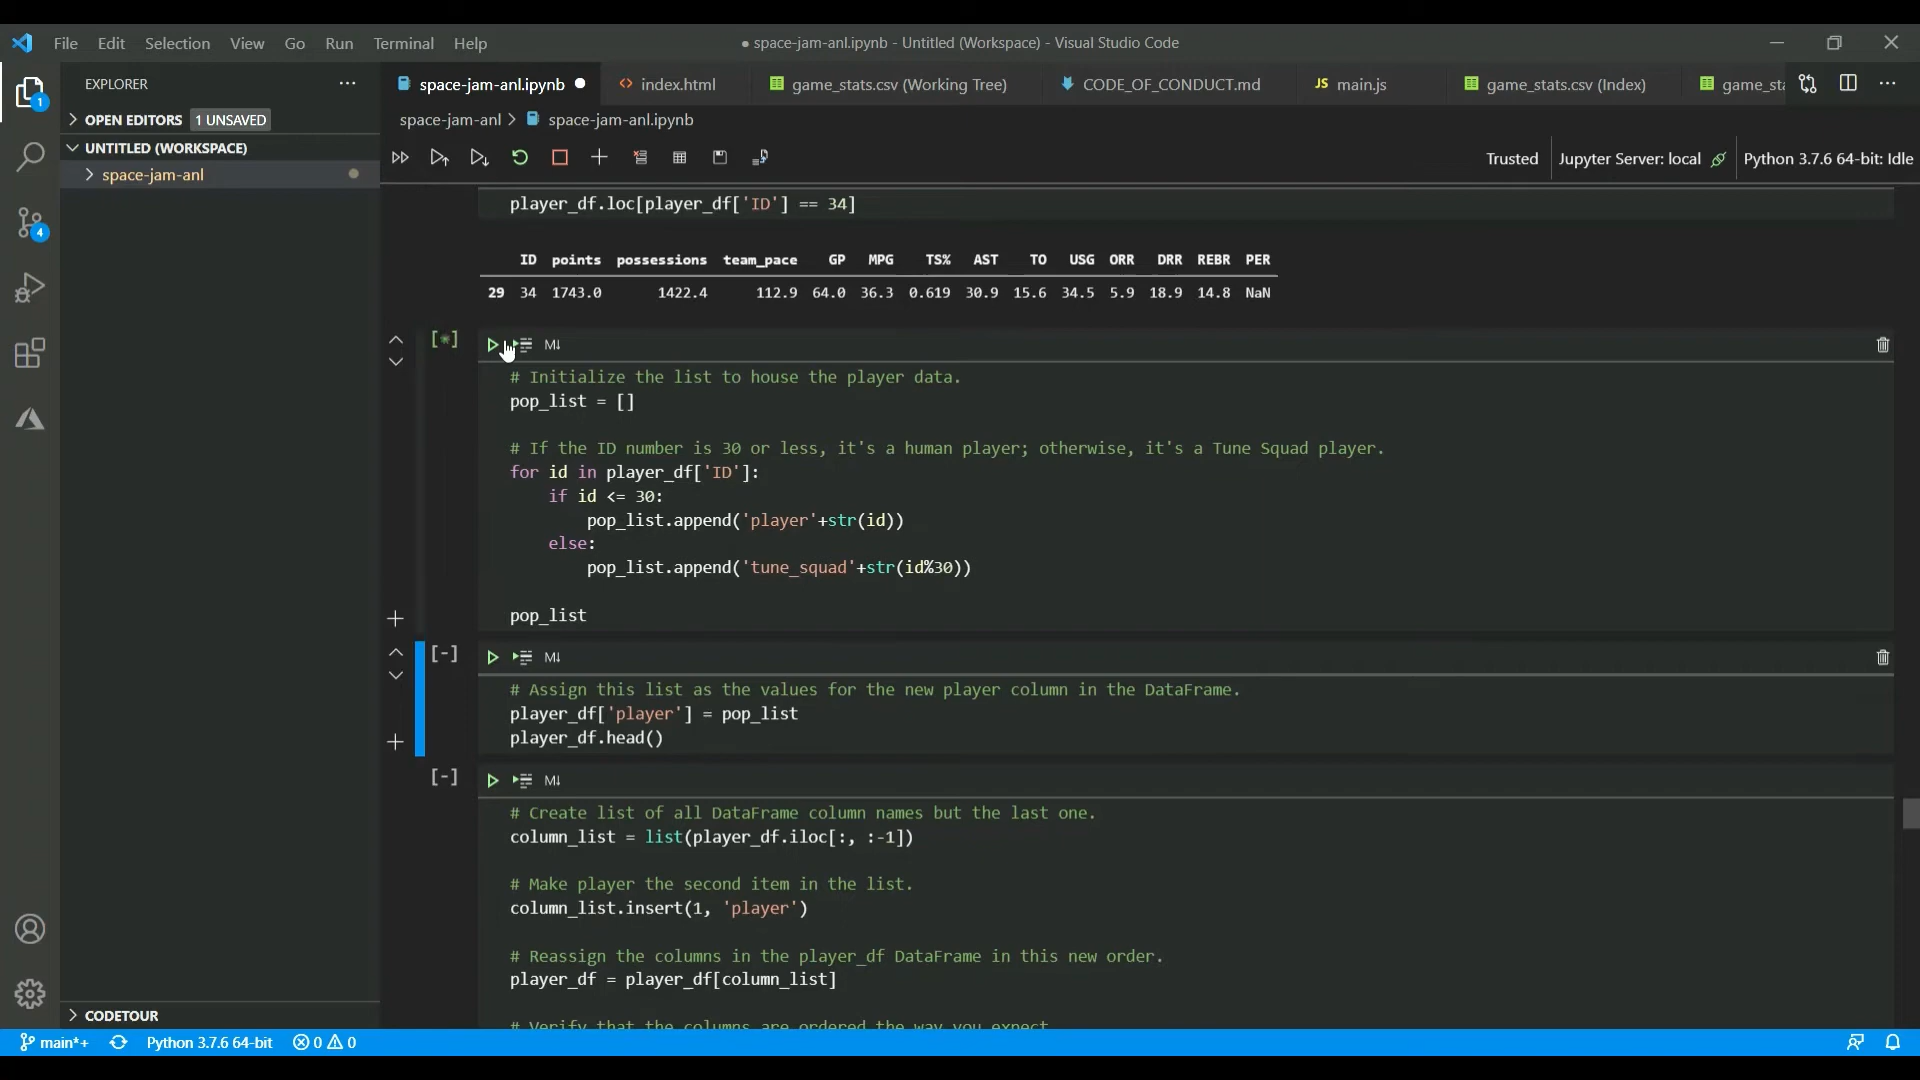 File Edit Selection View Go Run Terminal Help
● space-jam-anl.ipynb - Untitled (Workspace) - Visual Studio Code
EXPLORER
OPEN EDITORS 1 UNSAVED
UNTITLED (WORKSPACE)
space-jam-anl
CODETOUR
1
4
space-jam-anl.ipynb ● index.html game_stats.csv (Working Tree) CODE_OF_CONDUCT.md JS main.js game_stats.csv (Index) game_sta
space-jam-anl > space-jam-anl.ipynb
Trusted Jupyter Server: local Python 3.7.6 64-bit: Idle
player_df.loc[player_df['ID'] == 34]
ID points possessions team_pace GP MPG TS% AST TO USG ORR DRR REBR PER
29 34 1743.0 1422.4 112.9 64.0 36.3 0.619 30.9 15.6 34.5 5.9 18.9 14.8 NaN
[*]
M↓
# Initialize the list to house the player data.
pop_list = []
# If the ID number is 30 or less, it's a human player; otherwise, it's a Tune Squad player.
for id in player_df['ID']:
    if id <= 30:
        pop_list.append('player'+str(id))
    else:
        pop_list.append('tune_squad'+str(id%30))
pop_list
[-]
M↓
# Assign this list as the values for the new player column in the DataFrame.
player_df['player'] = pop_list
player_df.head()
[-]
M↓
# Create list of all DataFrame column names but the last one.
column_list = list(player_df.iloc[:, :-1])
# Make player the second item in the list.
column_list.insert(1, 'player')
# Reassign the columns in the player_df DataFrame in this new order.
player_df = player_df[column_list]
# Verify that the columns are ordered the way you expect
main*+ Python 3.7.6 64-bit 0 0